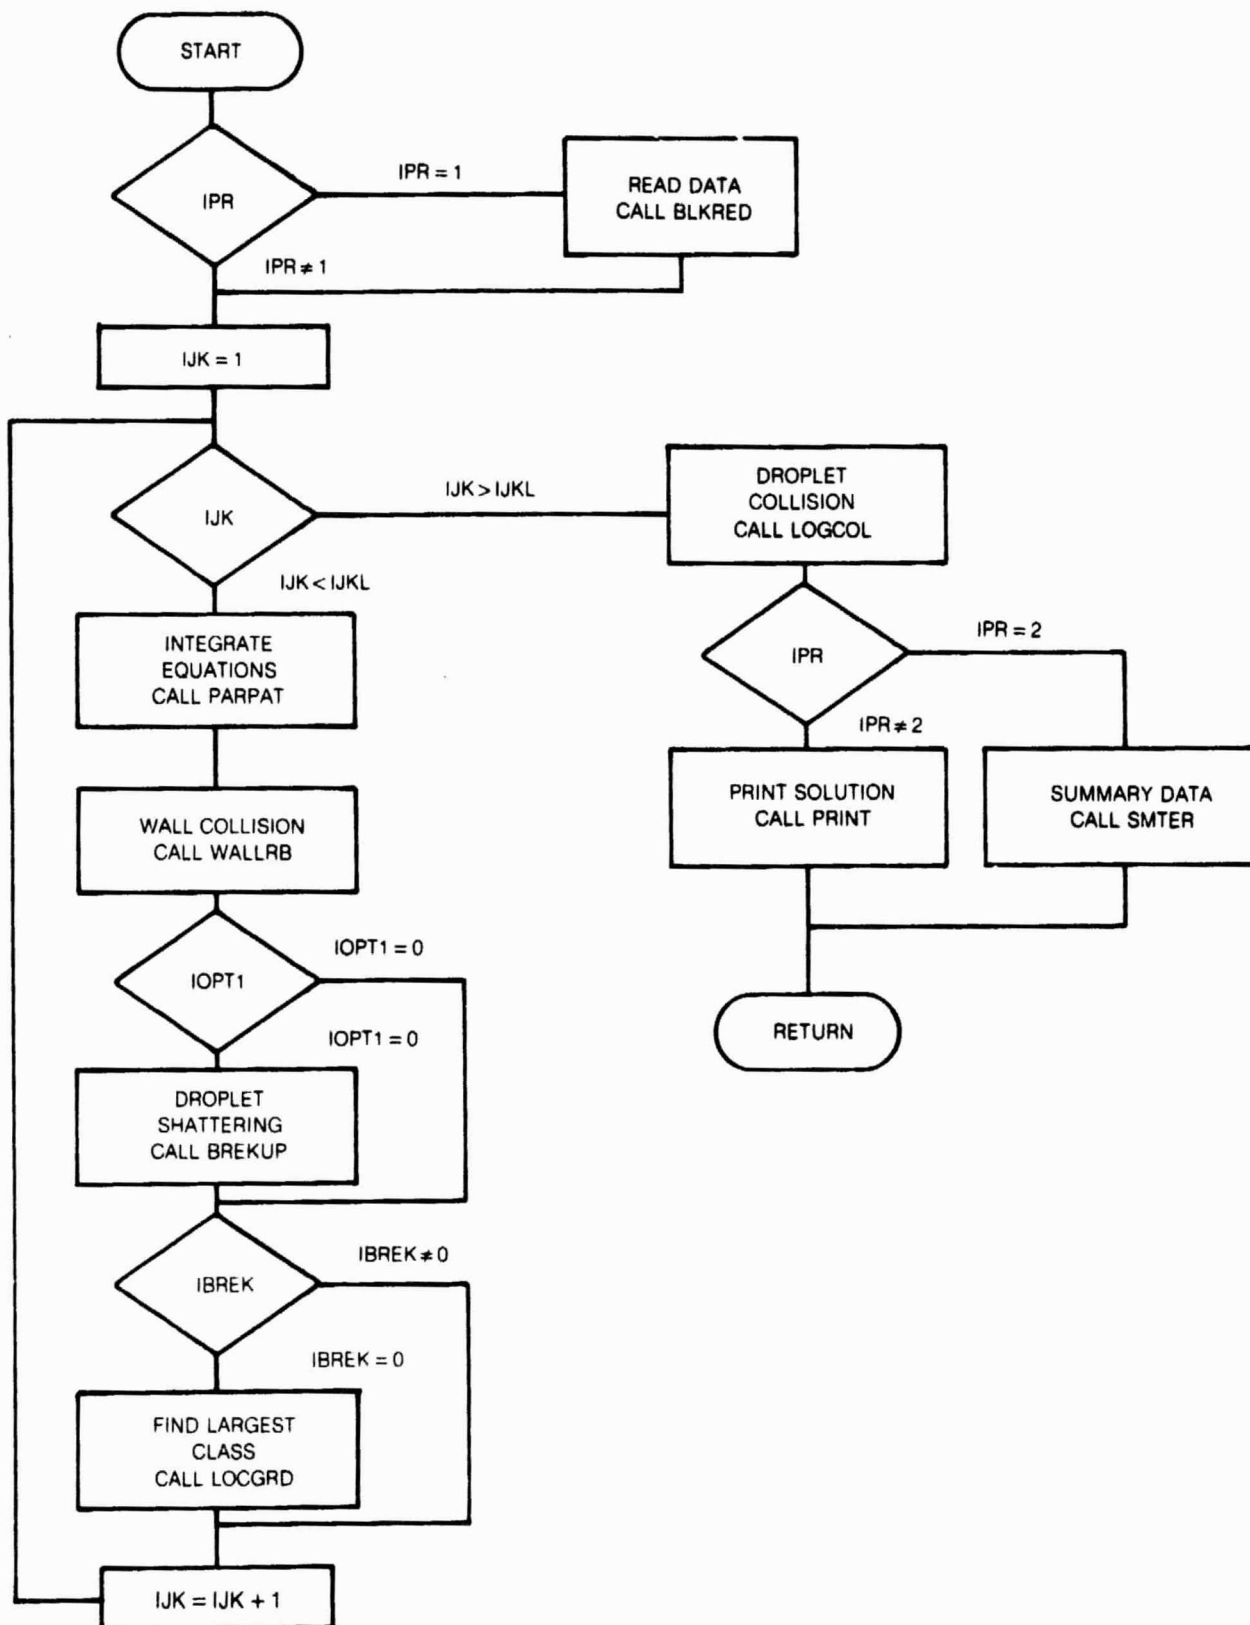 START
IPR
IPR = 1
READ DATA
CALL BLKRED
IPR ≠ 1
IJK = 1
IJK
IJK > IJKL
IJK < IJKL
INTEGRATE
EQUATIONS
CALL PARPAT
WALL COLLISION
CALL WALLRB
IOPT1
IOPT1 = 0
IOPT1 = 0
DROPLET
SHATTERING
CALL BREKUP
IBREK
IBREK ≠ 0
IBREK = 0
FIND LARGEST
CLASS
CALL LOCGRD
IJK = IJK + 1
DROPLET
COLLISION
CALL LOGCOL
IPR
IPR = 2
IPR ≠ 2
PRINT SOLUTION
CALL PRINT
SUMMARY DATA
CALL SMTER
RETURN